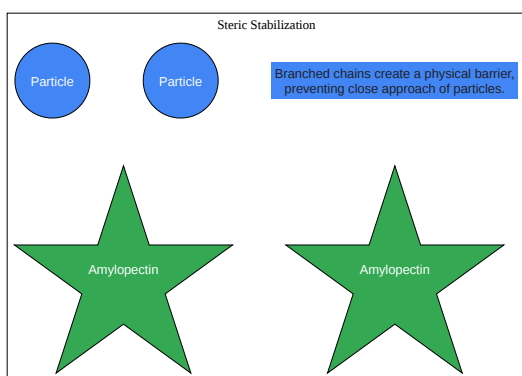 Steric Stabilization
Particle
Particle
Branched chains create a physical barrier,
preventing close approach of particles.
Amylopectin
Amylopectin